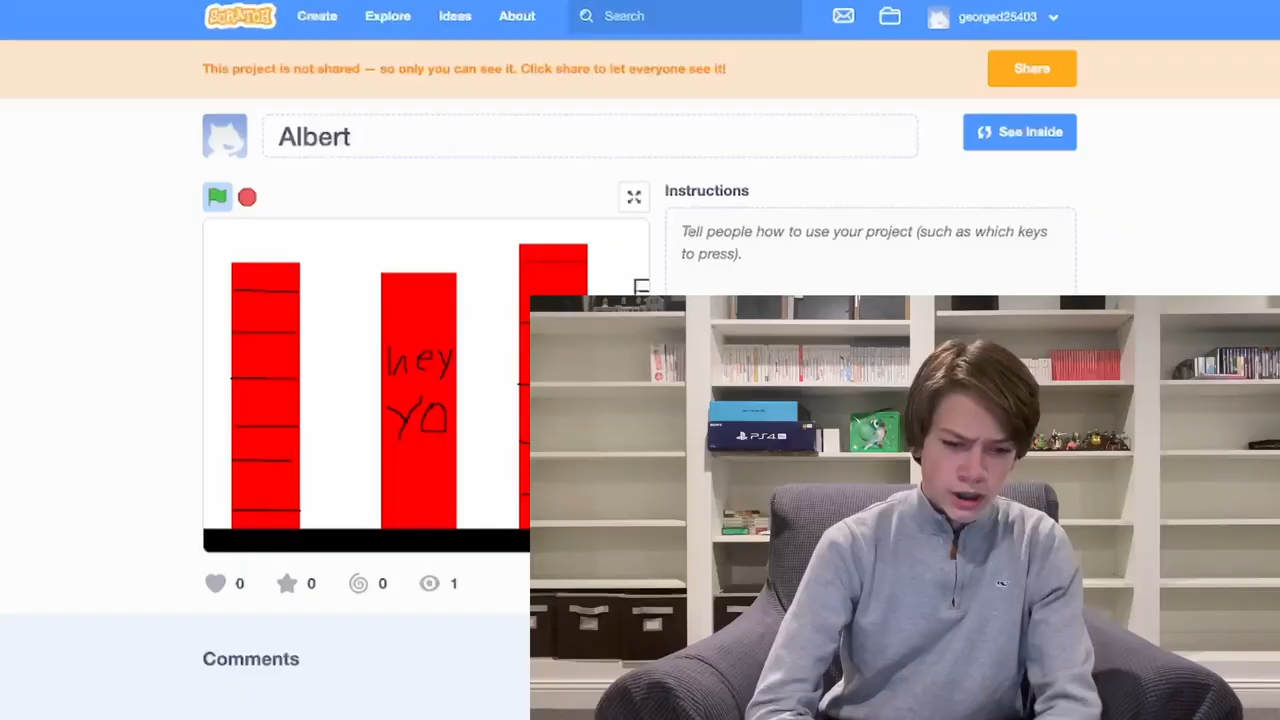 SCRATCH Create Explore Ideas About Search georged25403
This project is not shared — so only you can see it. Click share to let everyone see it! Share
Albert See inside
Instructions
Tell people how to use your project (such as which keys
to press).
hey
YO
PS4
0 0 0 1
Comments